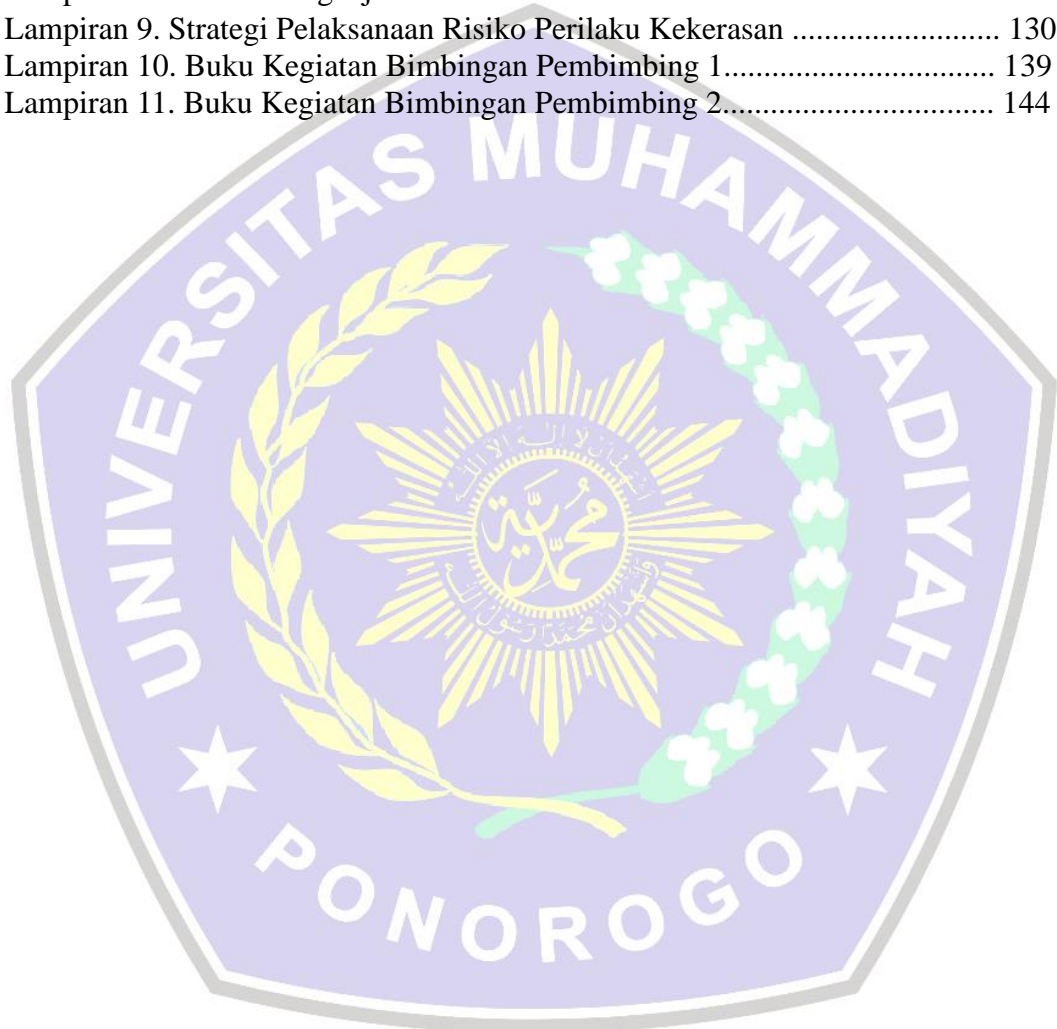 Lampiran 9. Strategi Pelaksanaan Risiko Perilaku Kekerasan .......................... 130
Lampiran 10. Buku Kegiatan Bimbingan Pembimbing 1.................................. 139
Lampiran 11. Buku Kegiatan Bimbingan Pembimbing 2.................................. 144
UNIVERSITAS MUHAMMADIYAH
PONOROGO